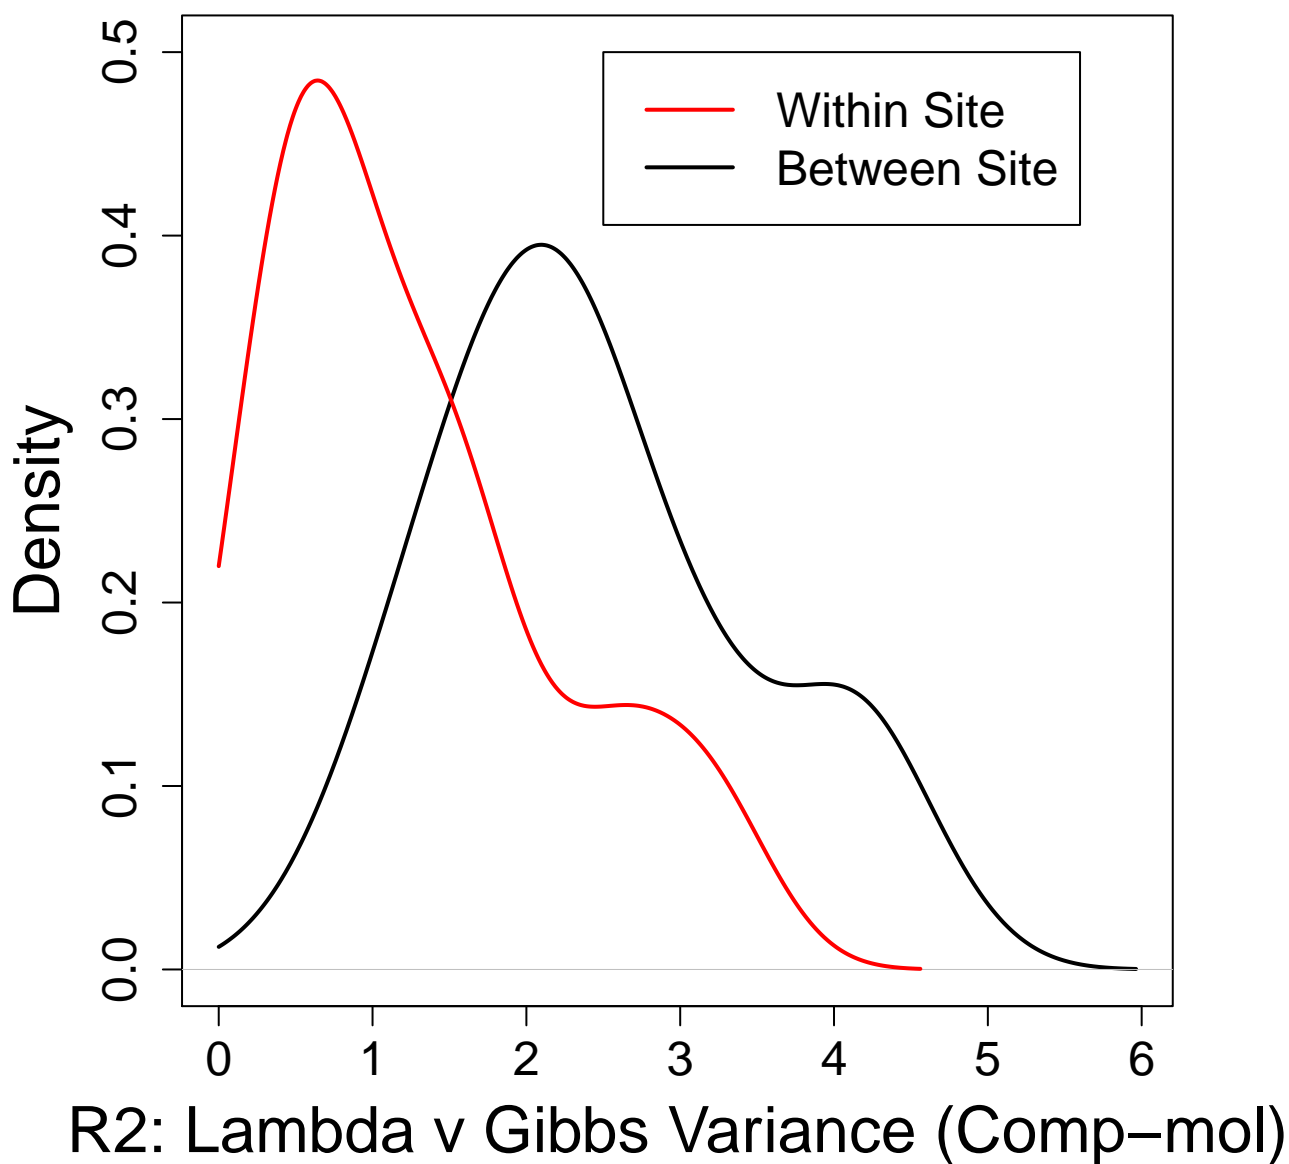 0.5
0.4
0.3
0.2
0.1
0.0
Density
Within Site
Between Site
0 1 2 3 4 5 6
R2: Lambda v Gibbs Variance (Comp−mol)